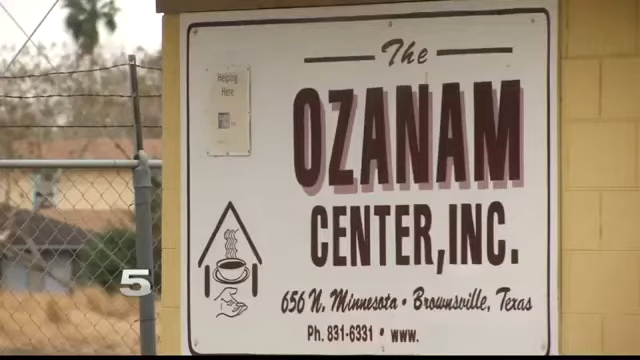 The
OZANAM
CENTER, INC.
656 N. Minnesota • Brownsville, Texas
Ph. 831-6331 • www.
Helping
Here
5